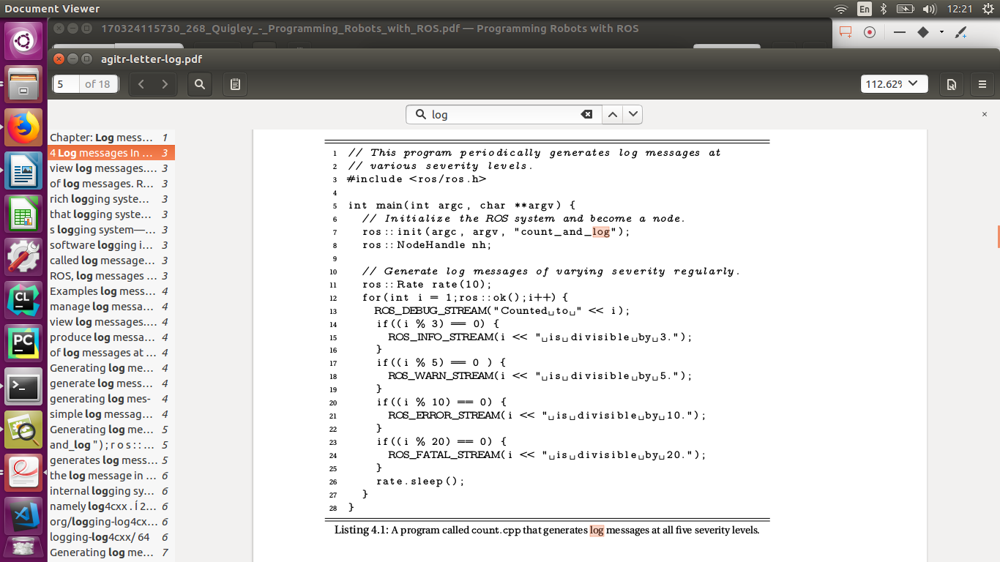 Document Viewer
En
12:21
170324115730_268_Quigley_-_Programming_Robots_with_ROS.pdf — Programming Robots with ROS
agitr-letter-log.pdf
5 of 18
112.62%
log
Chapter: Log mess... 1
4 Log messages In ... 3
view log messages.... 3
of log messages. R... 3
rich logging syste... 3
that logging syste... 3
s logging system—... 3
software logging i... 3
called log message... 3
ROS, log messages ... 3
Examples log mess... 4
manage log messa... 4
view log messages.... 4
produce log messa... 4
of log messages at ... 4
Generating log me... 4
generate log mess... 4
generating log mes- 4
simple log messag... 4
Generating log me... 5
and_log " ) ; r o s : : ... 5
generates log mess... 5
the log message in ... 6
internal logging sy... 6
namely log4cxx . Í 2... 6
org/logging-log4cx... 6
logging-log4cxx/ 64 6
Generating log me... 7
1 // This program periodically generates log messages at
2 // various severity levels.
3 #include <ros/ros.h>
4
5 int main(int argc, char **argv) {
6 // Initialize the ROS system and become a node.
7 ros::init(argc, argv, "count_and_log");
8 ros::NodeHandle nh;
9
10 // Generate log messages of varying severity regularly.
11 ros::Rate rate(10);
12 for(int i = 1;ros::ok();i++) {
13 ROS_DEBUG_STREAM("Counted␣to␣" << i);
14 if((i % 3) == 0) {
15 ROS_INFO_STREAM(i << "␣is␣divisible␣by␣3.");
16 }
17 if((i % 5) == 0 ) {
18 ROS_WARN_STREAM(i << "␣is␣divisible␣by␣5.");
19 }
20 if((i % 10) == 0) {
21 ROS_ERROR_STREAM(i << "␣is␣divisible␣by␣10.");
22 }
23 if((i % 20) == 0) {
24 ROS_FATAL_STREAM(i << "␣is␣divisible␣by␣20.");
25 }
26 rate.sleep();
27 }
28 }
Listing 4.1: A program called count.cpp that generates log messages at all five severity levels.
CL
PC